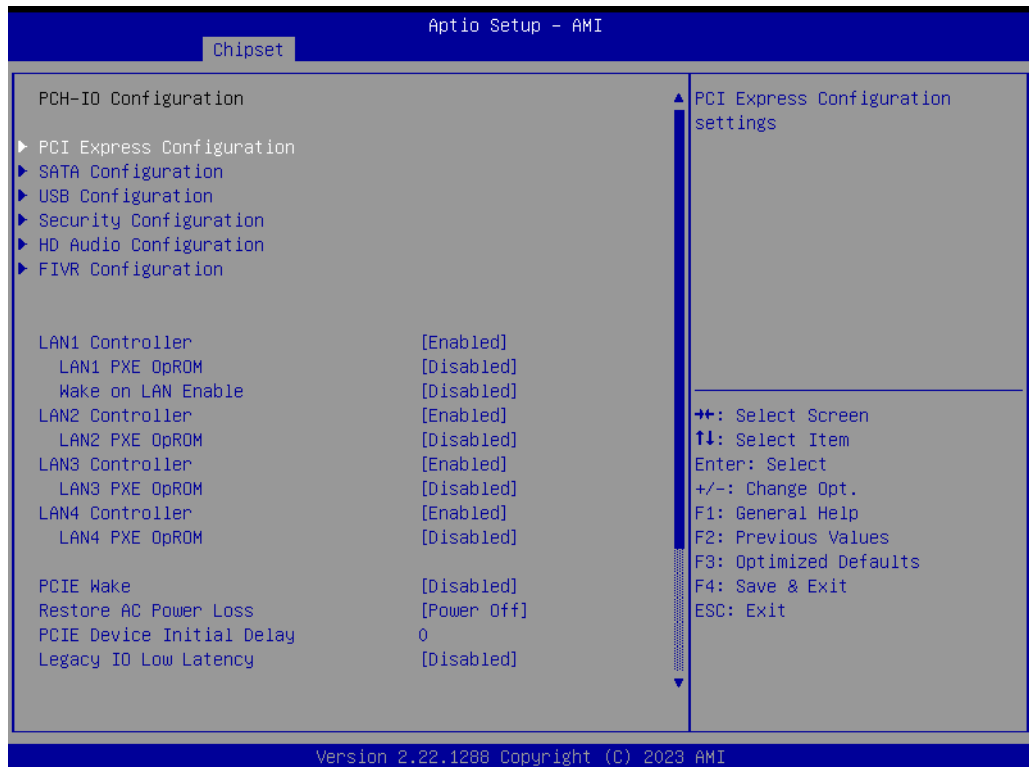 Aptio Setup – AMI
Chipset
PCH-IO Configuration
PCI Express Configuration
SATA Configuration
USB Configuration
Security Configuration
HD Audio Configuration
FIVR Configuration
LAN1 Controller [Enabled]
LAN1 PXE OpROM [Disabled]
Wake on LAN Enable [Disabled]
LAN2 Controller [Enabled]
LAN2 PXE OpROM [Disabled]
LAN3 Controller [Enabled]
LAN3 PXE OpROM [Disabled]
LAN4 Controller [Enabled]
LAN4 PXE OpROM [Disabled]
PCIE Wake [Disabled]
Restore AC Power Loss [Power Off]
PCIE Device Initial Delay 0
Legacy IO Low Latency [Disabled]
PCI Express Configuration
settings
→←: Select Screen
↑↓: Select Item
Enter: Select
+/-: Change Opt.
F1: General Help
F2: Previous Values
F3: Optimized Defaults
F4: Save & Exit
ESC: Exit
Version 2.22.1288 Copyright (C) 2023 AMI